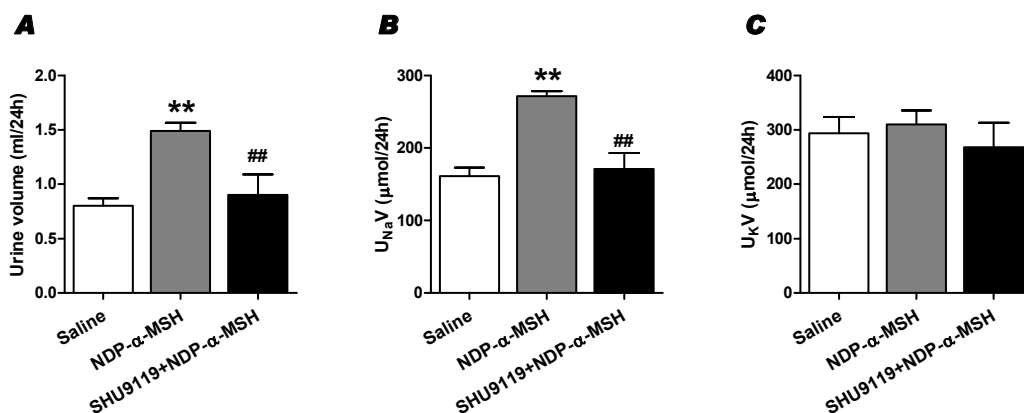 A
Urine volume (ml/24h)
2.0
1.5
1.0
0.5
0.0
**
##
Saline
NDP-α-MSH
SHU9119+NDP-α-MSH
B
UNaV (μmol/24h)
300
200
100
0
**
##
Saline
NDP-α-MSH
SHU9119+NDP-α-MSH
C
UKV (μmol/24h)
400
300
200
100
0
Saline
NDP-α-MSH
SHU9119+NDP-α-MSH